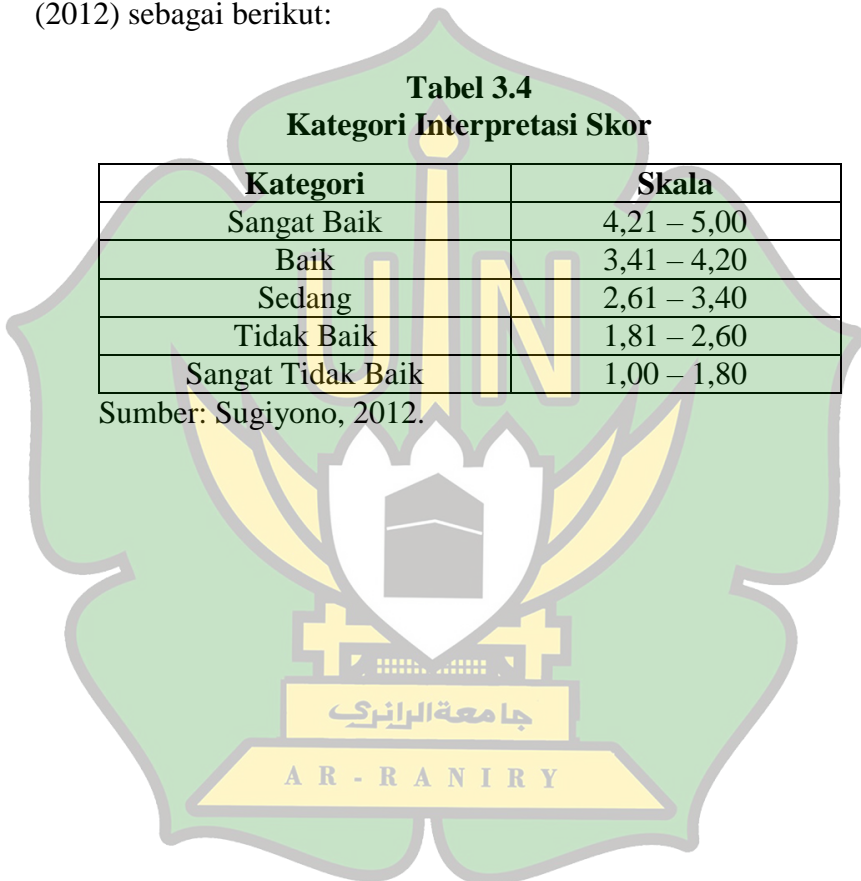 (2012) sebagai berikut:
Tabel 3.4
Kategori Interpretasi Skor
Kategori Skala
Sangat Baik 4,21 – 5,00
Baik 3,41 – 4,20
Sedang 2,61 – 3,40
Tidak Baik 1,81 – 2,60
Sangat Tidak Baik 1,00 – 1,80
Sumber: Sugiyono, 2012.
UIN
جامعة الرانري
AR-RANIRY